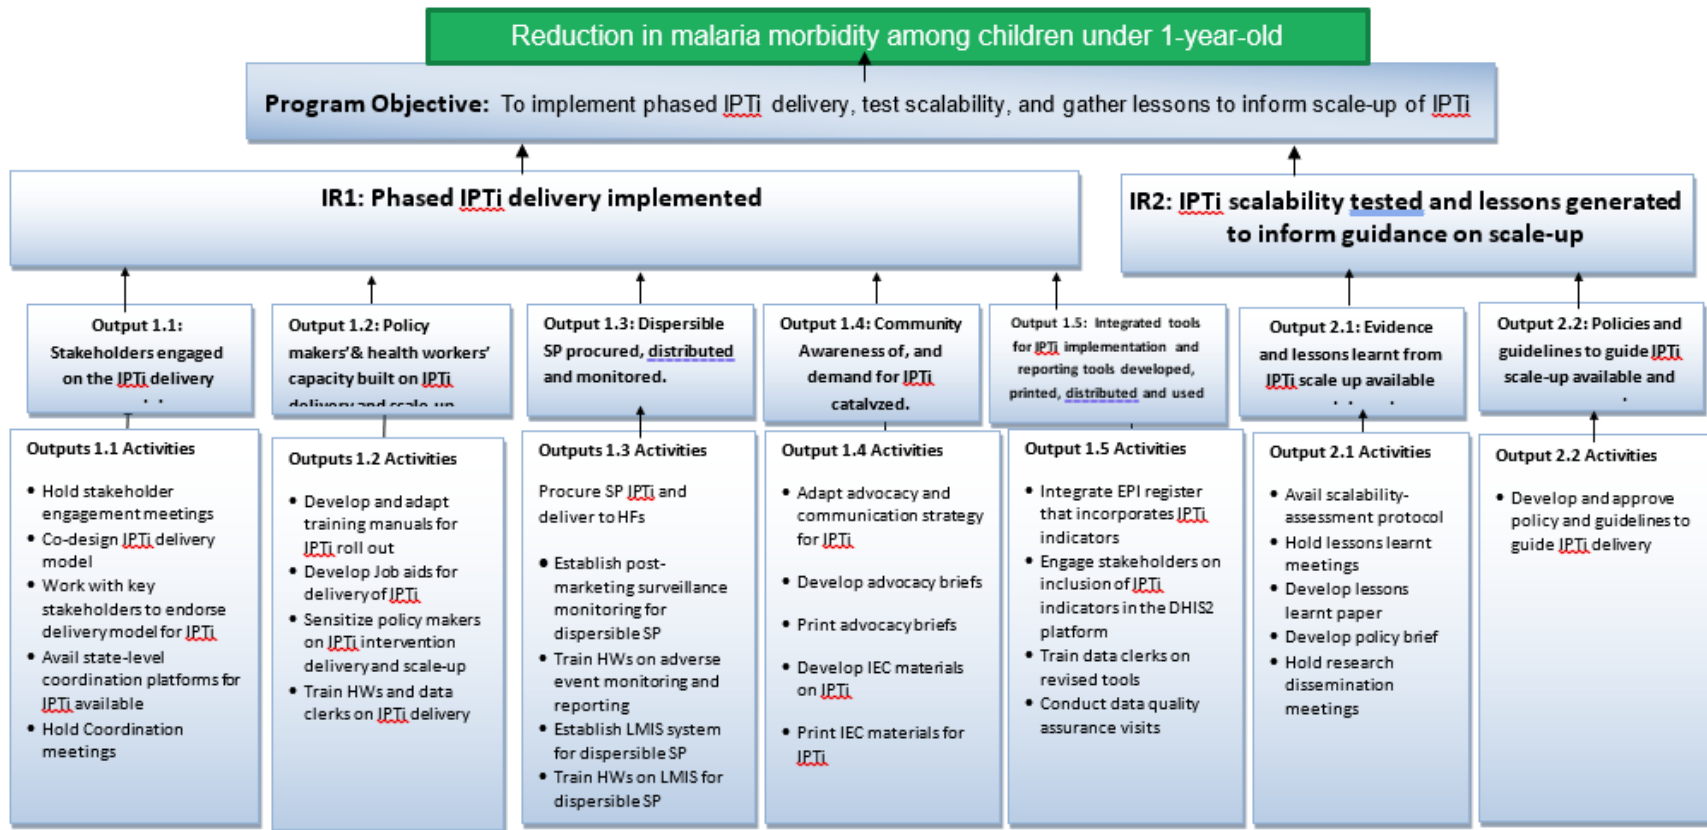 Reduction in malaria morbidity among children under 1-year-old
Program Objective: To implement phased IPTi delivery, test scalability, and gather lessons to inform scale-up of IPTi
IR1: Phased IPTi delivery implemented
IR2: IPTi scalability tested and lessons generated
to inform guidance on scale-up
Output 1.1:
Stakeholders engaged
on the IPTi delivery
Output 1.2: Policy
makers'& health workers'
capacity built on IPTi
delivery and scale-up
Output 1.3: Dispersible
SP procured, distributed
and monitored.
Output 1.4: Community
Awareness of, and
demand for IPTi
catalyzed.
Output 1.5: Integrated tools
for IPTi implementation and
reporting tools developed,
printed, distributed and used
Output 2.1: Evidence
and lessons learnt from
IPTi scale up available
Output 2.2: Policies and
guidelines to guide IPTi
scale-up available and
Outputs 1.1 Activities
• Hold stakeholder
engagement meetings
• Co-design IPTi delivery
model
• Work with key
stakeholders to endorse
delivery model for IPTi
• Avail state-level
coordination platforms for
IPTi available
• Hold Coordination
meetings
Outputs 1.2 Activities
• Develop and adapt
training manuals for
IPTi roll out
• Develop Job aids for
delivery of IPTi
• Sensitize policy makers
on IPTi intervention
delivery and scale-up
• Train HWs and data
clerks on IPTi delivery
Outputs 1.3 Activities
Procure SP IPTi and
deliver to HFs
• Establish post-
marketing surveillance
monitoring for
dispersible SP
• Train HWs on adverse
event monitoring and
reporting
• Establish LMIS system
for dispersible SP
• Train HWs on LMIS for
dispersible SP
Output 1.4 Activities
• Adapt advocacy and
communication strategy
for IPTi
• Develop advocacy briefs
• Print advocacy briefs
• Develop IEC materials
on IPTi
• Print IEC materials for
IPTi
Output 1.5 Activities
• Integrate EPI register
that incorporates IPTi
indicators
• Engage stakeholders on
inclusion of IPTi
indicators in the DHIS2
platform
• Train data clerks on
revised tools
• Conduct data quality
assurance visits
Output 2.1 Activities
• Avail scalability-
assessment protocol
• Hold lessons learnt
meetings
• Develop lessons
learnt paper
• Develop policy brief
• Hold research
dissemination
meetings
Output 2.2 Activities
• Develop and approve
policy and guidelines to
guide IPTi delivery